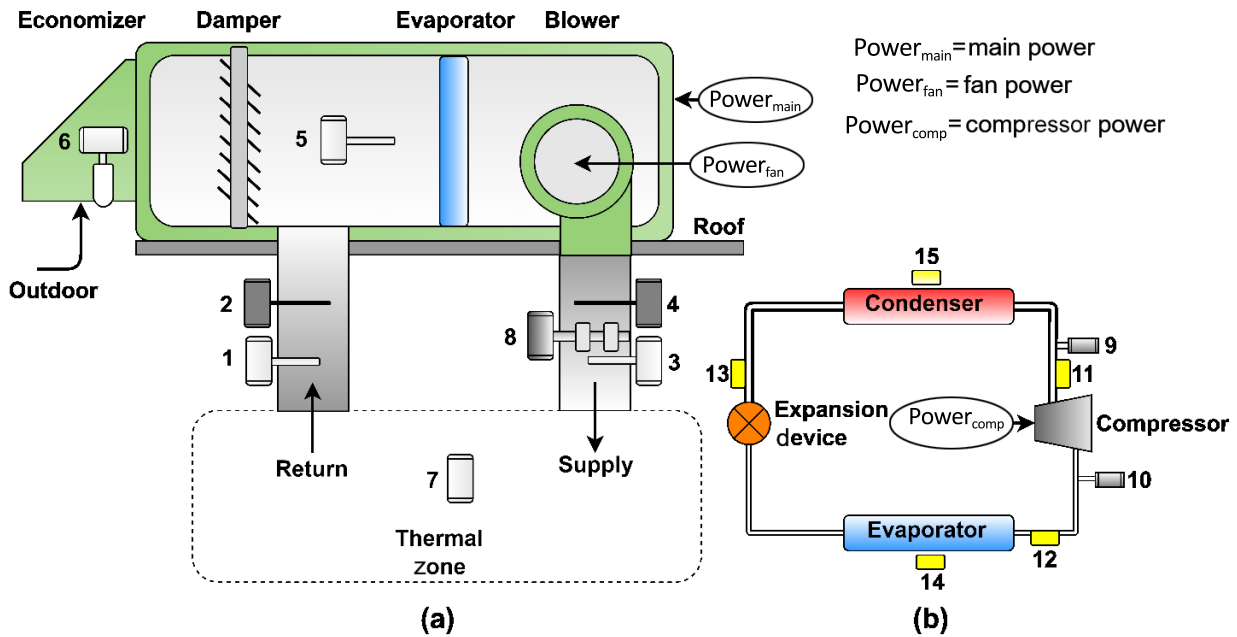 Economizer
Damper
Evaporator
Blower
Power_main=main power
Power_fan=fan power
Power_comp=compressor power
Power_main
6
5
Power_fan
Roof
Outdoor
2
4
8
1
3
15
Condenser
9
13
11
Expansion
device
Power_comp
Compressor
Return
Supply
7
10
Evaporator
Thermal
zone
12
14
(a)
(b)